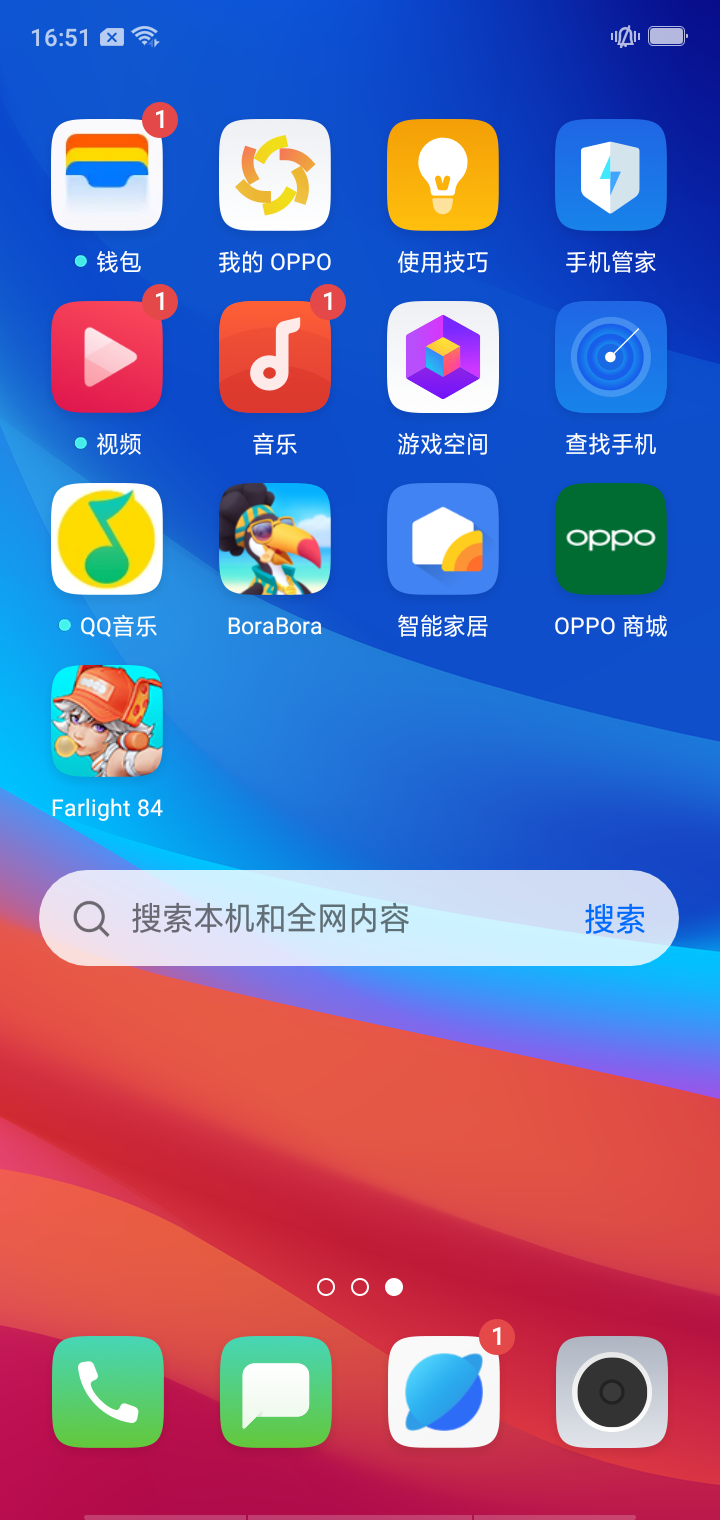 16:51
1
钱包
我的 OPPO
使用技巧
手机管家
1
1
视频
音乐
游戏空间
查找手机
oppo
QQ音乐
BoraBora
智能家居
OPPO 商城
Farlight 84
搜索本机和全网内容
搜索
1